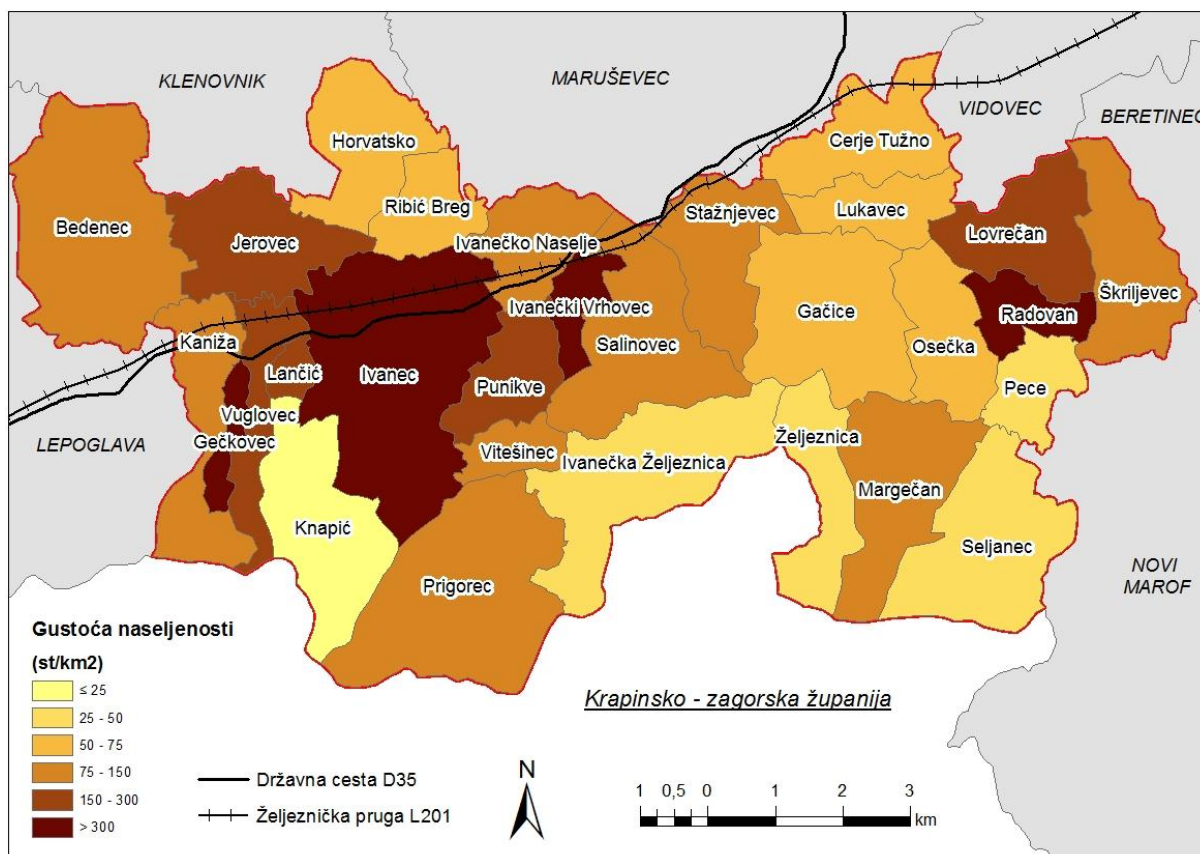 KLENOVNIK
MARUŠEVEC
VIDOVEC
BERETINEC
Horvatsko
Cerje Tužno
Ribić Breg
Stažnjevec
Lukavec
Bedenec
Jerovec
Ivanečko Naselje
Lovrečan
Škriljevec
Ivanečki Vrhovec
Gačice
Radovan
Kaniža
Salinovec
Osečka
Lančić
Ivanec
Punikve
Pece
Vuglovec
LEPOGLAVA
Gečkovec
Vitešinec
Ivanečka Željeznica
Željeznica
Margečan
Knapić
Seljanec
Prigorec
NOVI
MAROF
Gustoća naseljenosti
(st/km2)
≤ 25
25 - 50
50 - 75
75 - 150
150 - 300
> 300
Krapinsko - zagorska županija
Državna cesta D35
Željeznička pruga L201
N
1 0,5 0 1 2 3
km